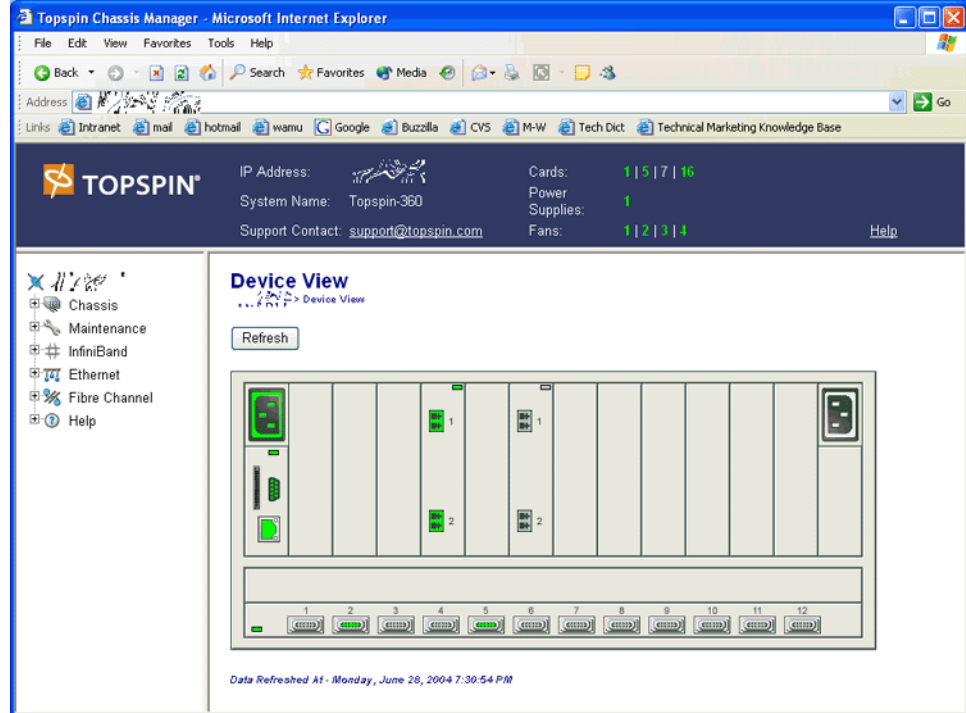 Topspin Chassis Manager - Microsoft Internet Explorer
File Edit View Favorites Tools Help
Back Search Favorites Media
Address Go
Links Intranet mail hotmail wamu Google Buzzilla CVS M-W Tech Dict Technical Marketing Knowledge Base
TOPSPIN
IP Address:
System Name: Topspin-360
Support Contact: support@topspin.com
Cards: 1 | 5 | 7 | 16
Power Supplies: 1
Fans: 1 | 2 | 3 | 4
Help
Chassis
Maintenance
InfiniBand
Ethernet
Fibre Channel
Help
Device View
> Device View
Refresh
1 1
2 2
1 2 3 4 5 6 7 8 9 10 11 12
Data Refreshed At - Monday, June 28, 2004 7:30:54 PM